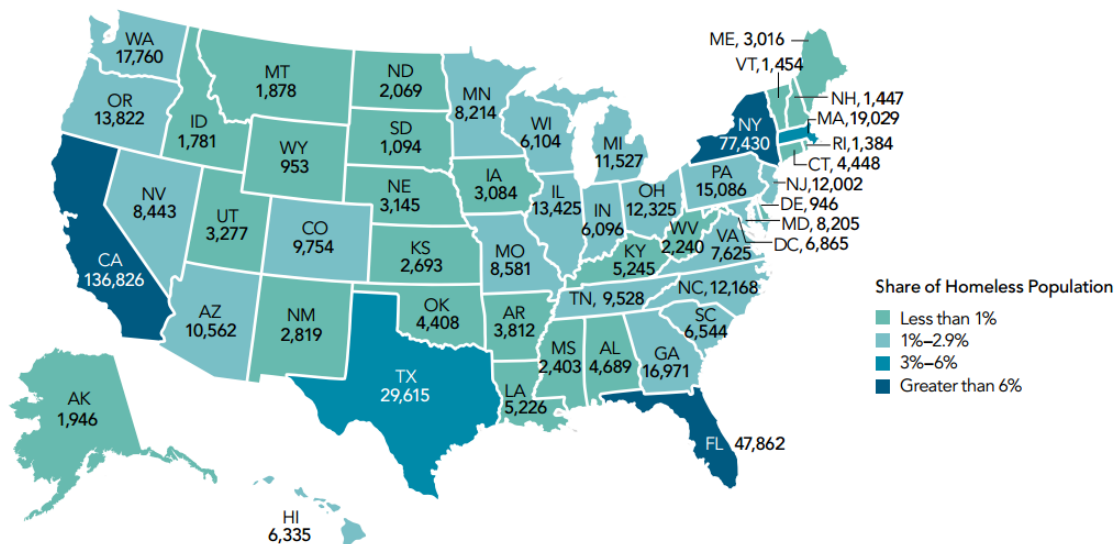 WA
17,760
OR
13,822
CA
136,826
NV
8,443
ID
1,781
MT
1,878
WY
953
UT
3,277
AZ
10,562
CO
9,754
NM
2,819
ND
2,069
SD
1,094
NE
3,145
KS
2,693
OK
4,408
TX
29,615
MN
8,214
IA
3,084
MO
8,581
AR
3,812
LA
5,226
WI
6,104
IL
13,425
MI
11,527
IN
6,096
OH
12,325
KY
5,245
TN, 9,528
MS
2,403
AL
4,689
GA
16,971
FL 47,862
SC
6,544
NC, 12,168
VA
7,625
WV
2,240
PA
15,086
NY
77,430
ME, 3,016
VT, 1,454
NH, 1,447
MA, 19,029
RI, 1,384
CT, 4,448
NJ, 12,002
DE, 946
MD, 8,205
DC, 6,865
AK
1,946
HI
6,335
Share of Homeless Population
Less than 1%
1%–2.9%
3%–6%
Greater than 6%